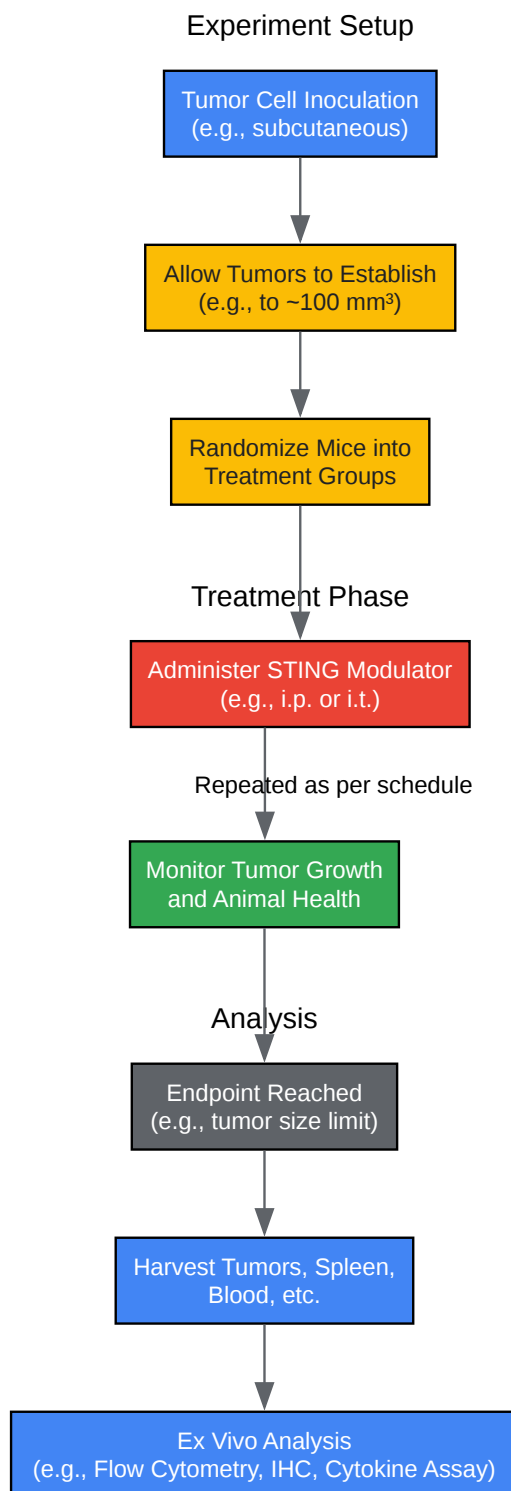 Experiment Setup
Tumor Cell Inoculation
(e.g., subcutaneous)
Allow Tumors to Establish
(e.g., to ~100 mm³)
Randomize Mice into
Treatment Groups
Treatment Phase
Administer STING Modulator
(e.g., i.p. or i.t.)
Repeated as per schedule
Monitor Tumor Growth
and Animal Health
Analysis
Endpoint Reached
(e.g., tumor size limit)
Harvest Tumors, Spleen,
Blood, etc.
Ex Vivo Analysis
(e.g., Flow Cytometry, IHC, Cytokine Assay)